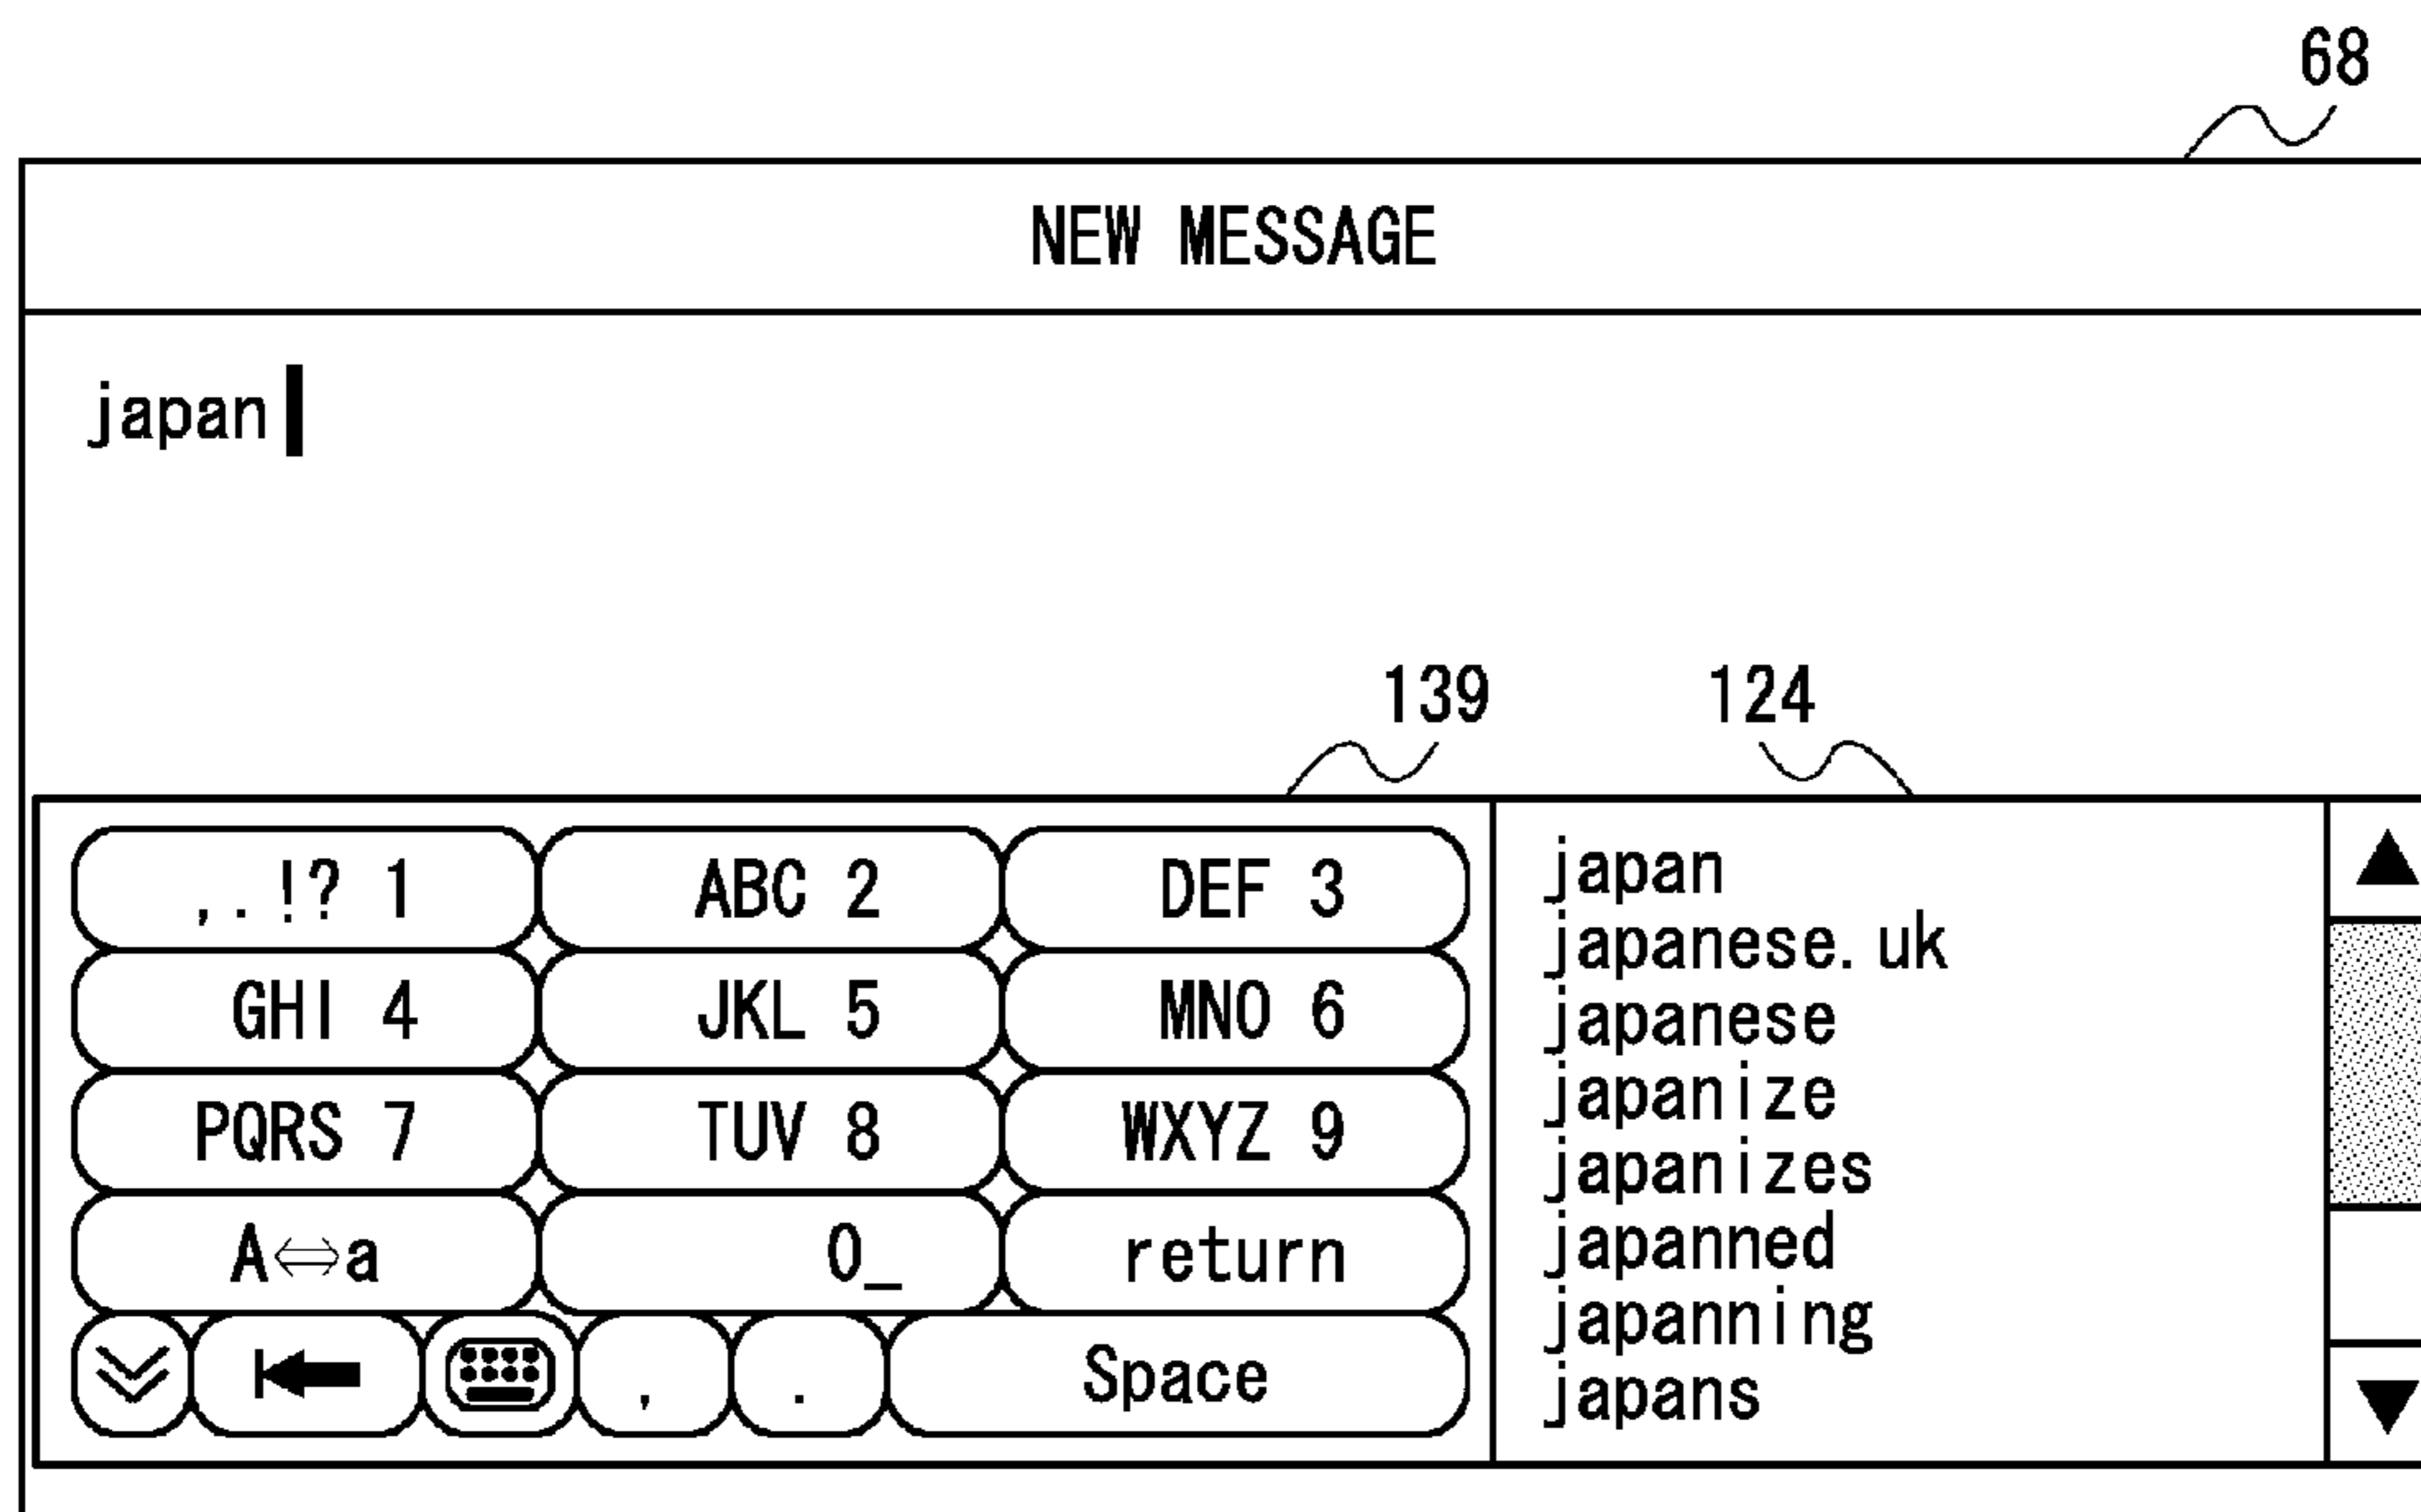 68
NEW MESSAGE
japan
139 124
,.!? 1 ABC 2 DEF 3
GHI 4 JKL 5 MNO 6
PQRS 7 TUV 8 WXYZ 9
A⇔a 0_ return
, . Space
japan
japanese.uk
japanese
japanize
japanizes
japanned
japanning
japans